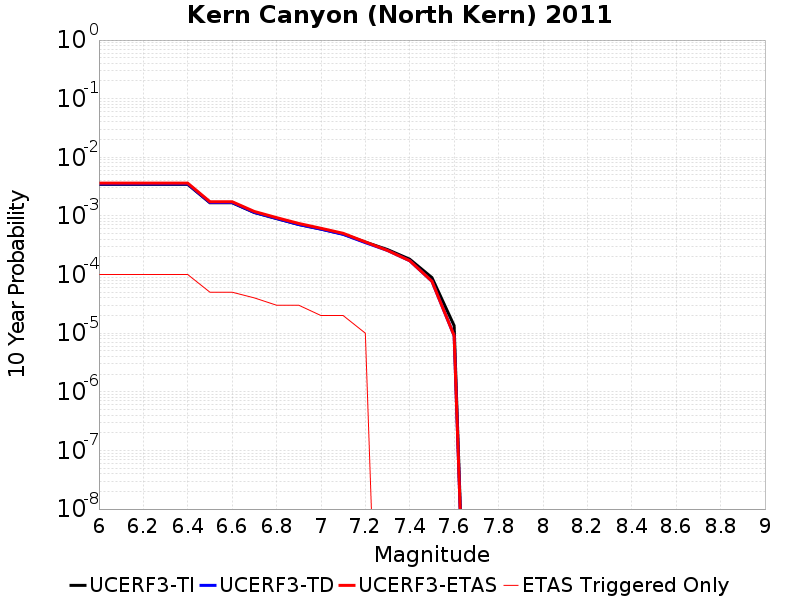 Kern Canyon (North Kern) 2011
10 Year Probability
10^0
10^-1
10^-2
10^-3
10^-4
10^-5
10^-6
10^-7
10^-8
6 6.2 6.4 6.6 6.8 7 7.2 7.4 7.6 7.8 8 8.2 8.4 8.6 8.8 9
Magnitude
UCERF3-TI UCERF3-TD UCERF3-ETAS ETAS Triggered Only